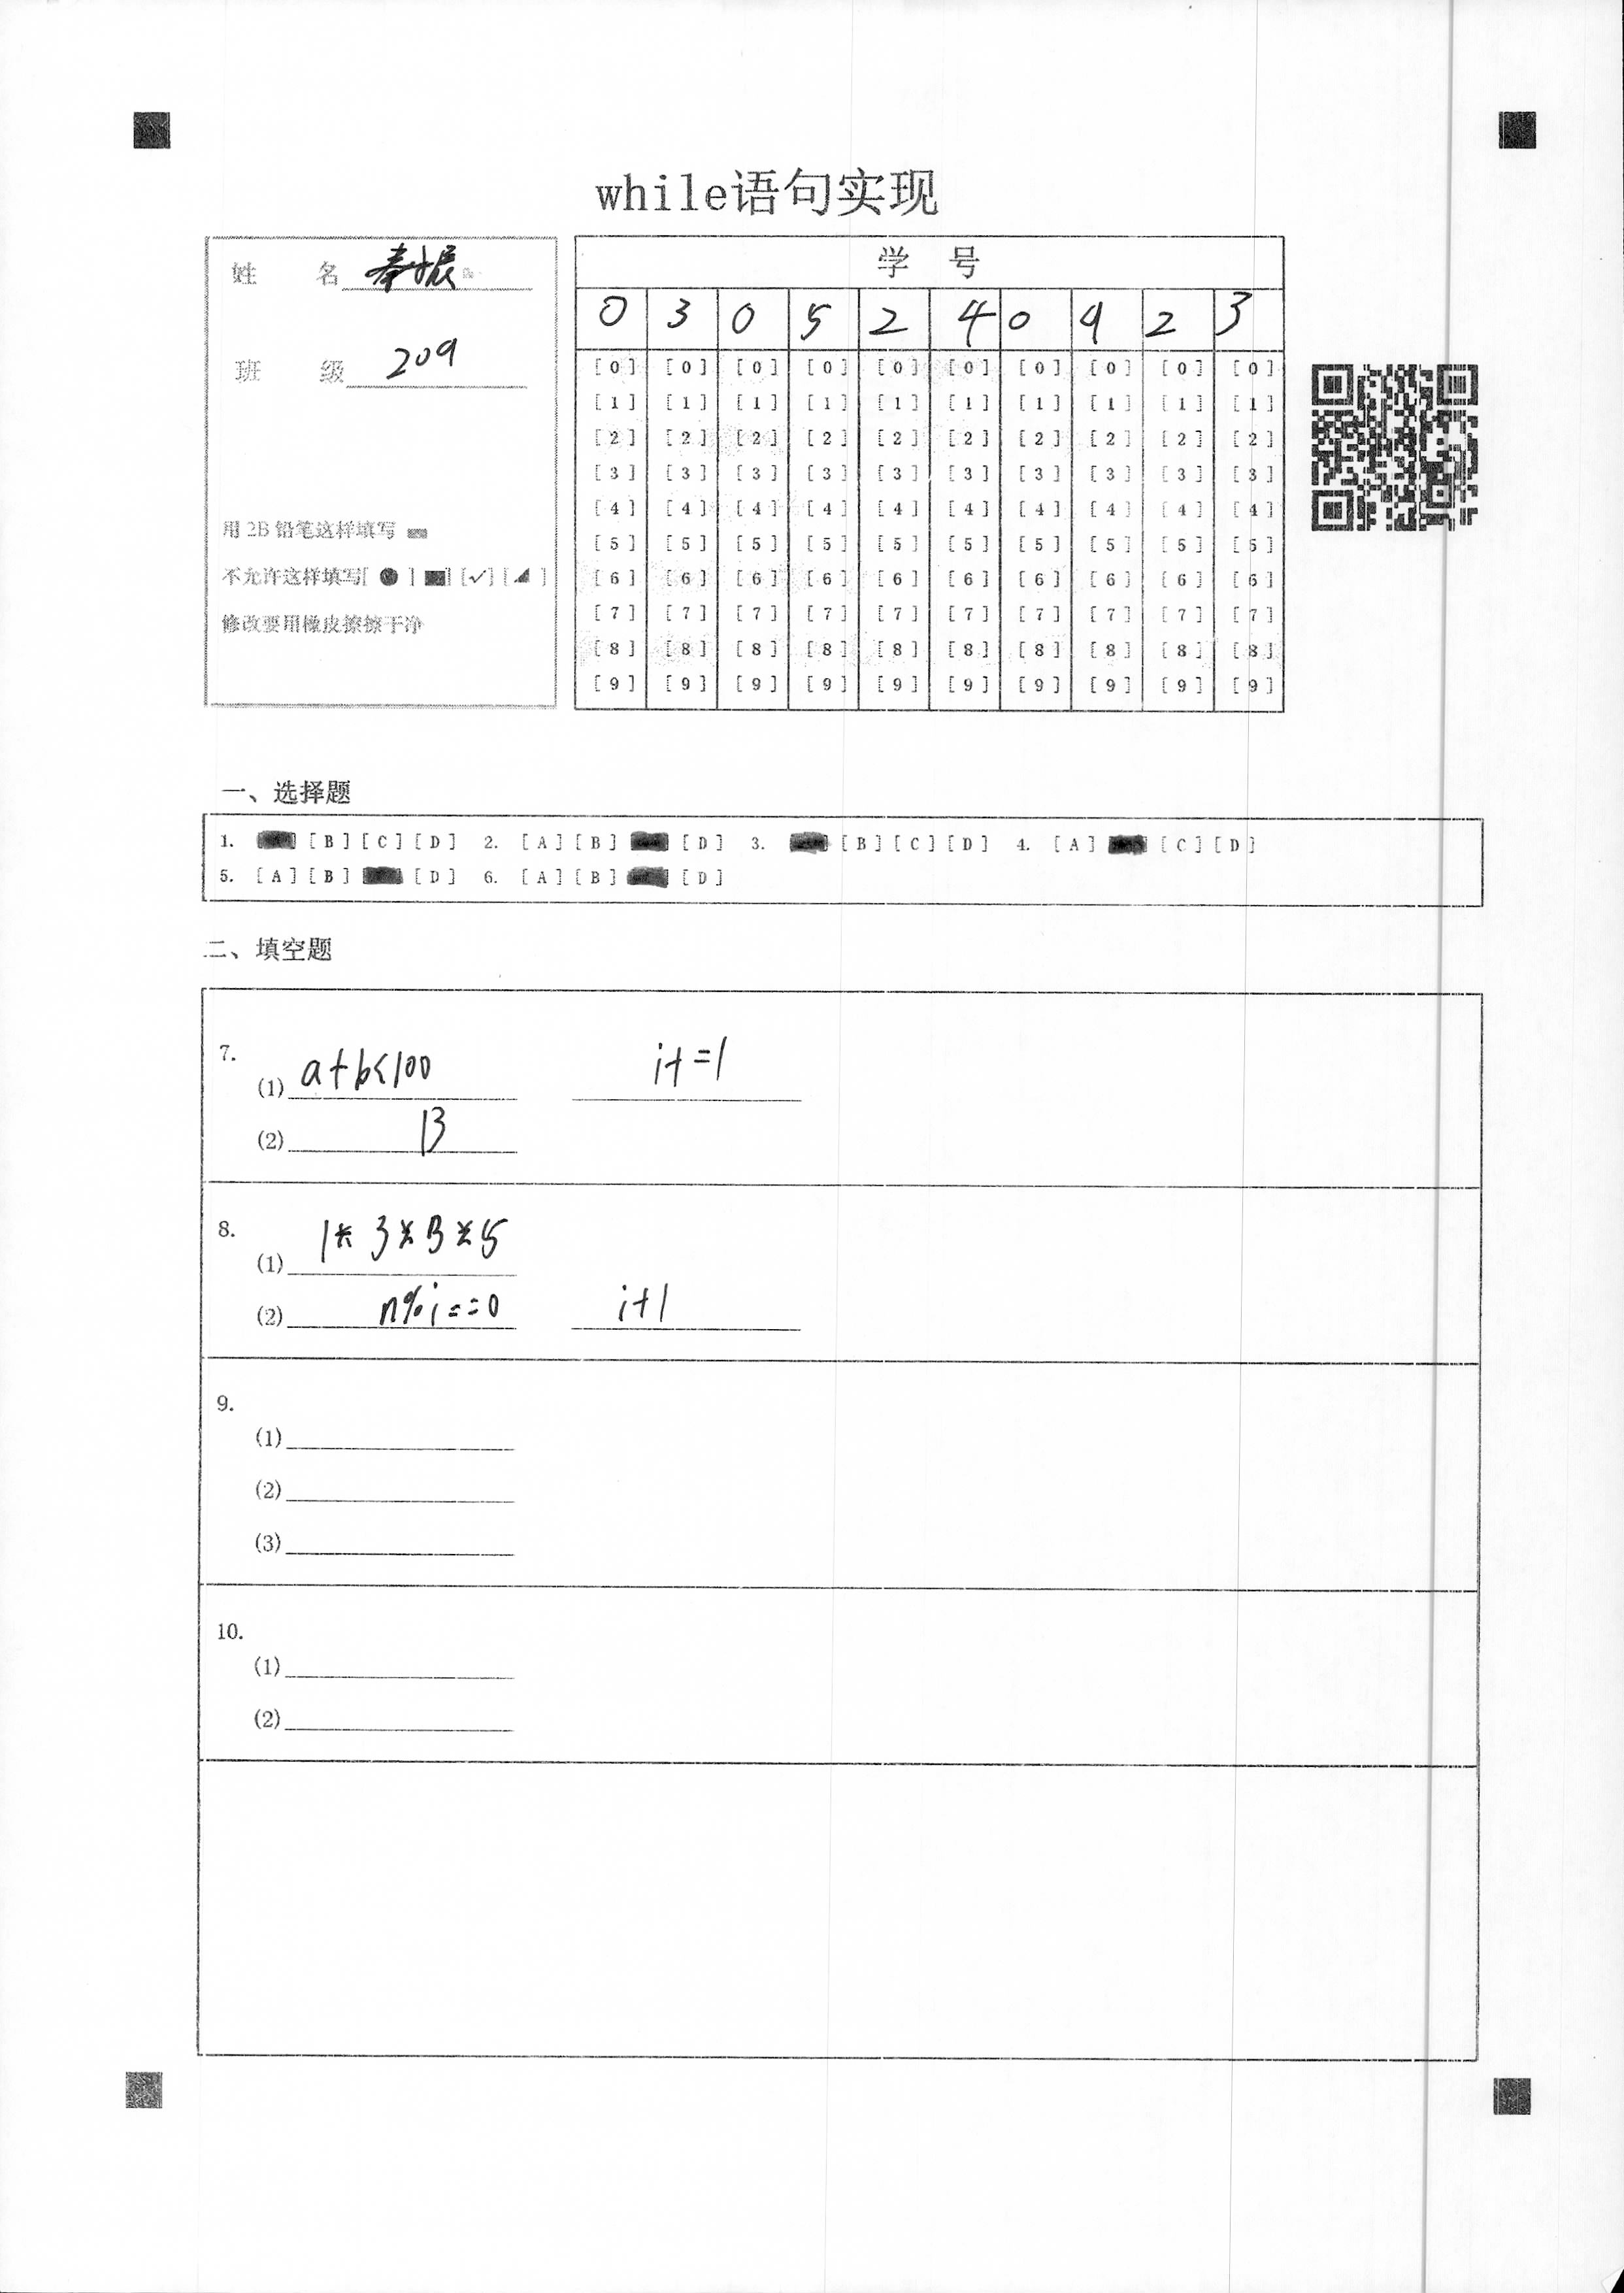 while语句实现
姓 名 秦振
班 级 209
用 2B 铅笔这样填写
不允许这样填写[ ● ] ■ [✓] [◢ ]
修改要用橡皮擦擦干净
学 号
0 3 0 5 2 4 0 9 2 3
[0] [0] [0] [0] [0] [0] [0] [0] [0] [0]
[1] [1] [1] [1] [1] [1] [1] [1] [1] [1]
[2] [2] [2] [2] [2] [2] [2] [2] [2] [2]
[3] [3] [3] [3] [3] [3] [3] [3] [3] [3]
[4] [4] [4] [4] [4] [4] [4] [4] [4] [4]
[5] [5] [5] [5] [5] [5] [5] [5] [5] [5]
[6] [6] [6] [6] [6] [6] [6] [6] [6] [6]
[7] [7] [7] [7] [7] [7] [7] [7] [7] [7]
[8] [8] [8] [8] [8] [8] [8] [8] [8] [8]
[9] [9] [9] [9] [9] [9] [9] [9] [9] [9]
一、选择题
1. [B] [C] [D] 2. [A] [B] [D] 3. [B] [C] [D] 4. [A] [C] [D]
5. [A] [B] [D] 6. [A] [B] [D]
二、填空题
7.
(1) a+b<100 i+=1
(2) B
8.
(1) 1*3*3*5
(2) n%i==0 i+1
9.
(1)
(2)
(3)
10.
(1)
(2)